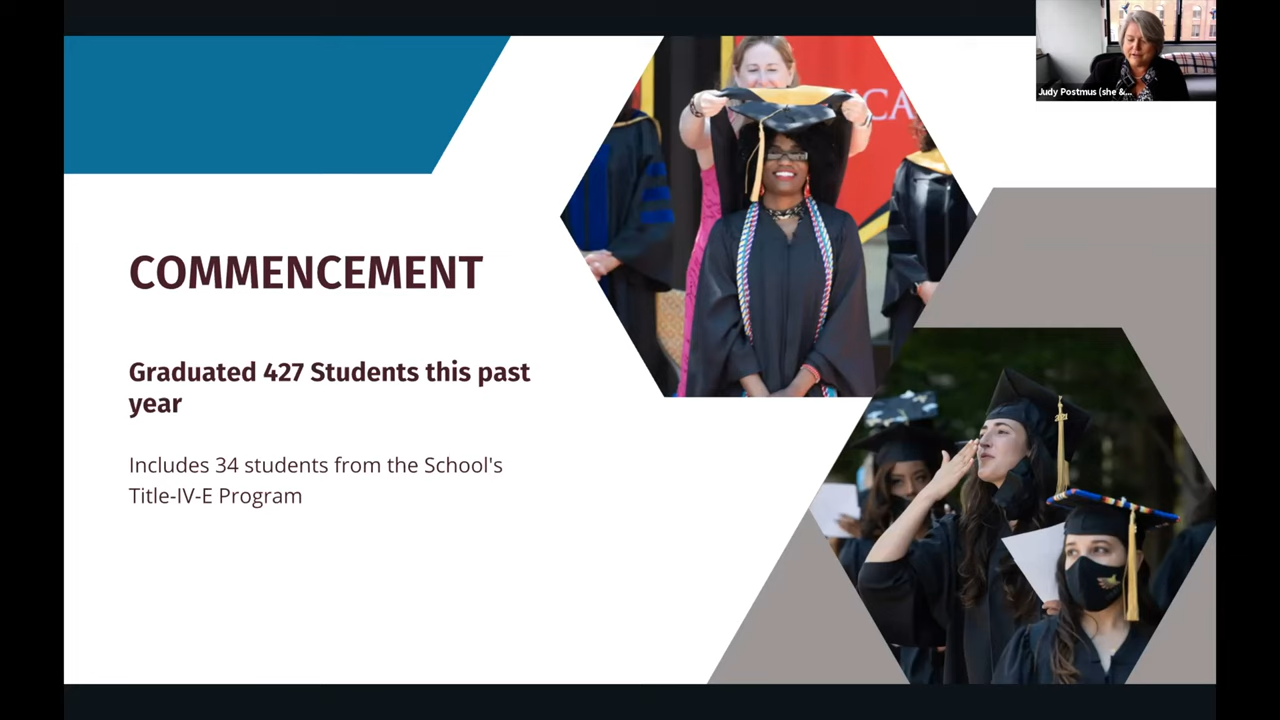 Judy Postmus (she &...
ICA
COMMENCEMENT
Graduated 427 Students this past
year
Includes 34 students from the School's
Title-IV-E Program